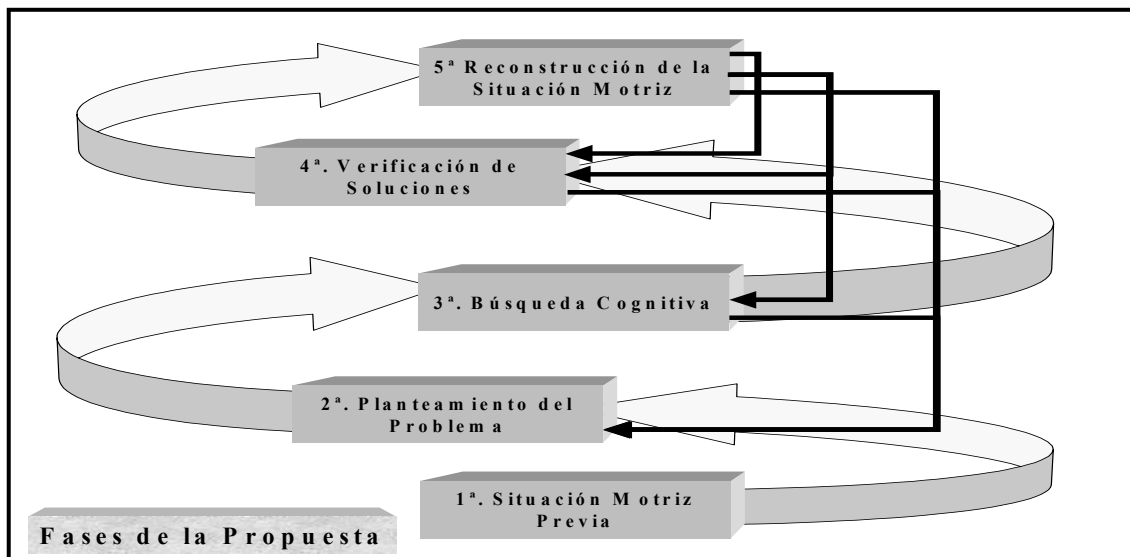 5ª Reconstrucción de la
Situación Motriz
4ª. Verificación de
Soluciones
3ª. Búsqueda Cognitiva
2ª. Planteamiento del
Problema
1ª. Situación Motriz
Previa
Fases de la Propuesta